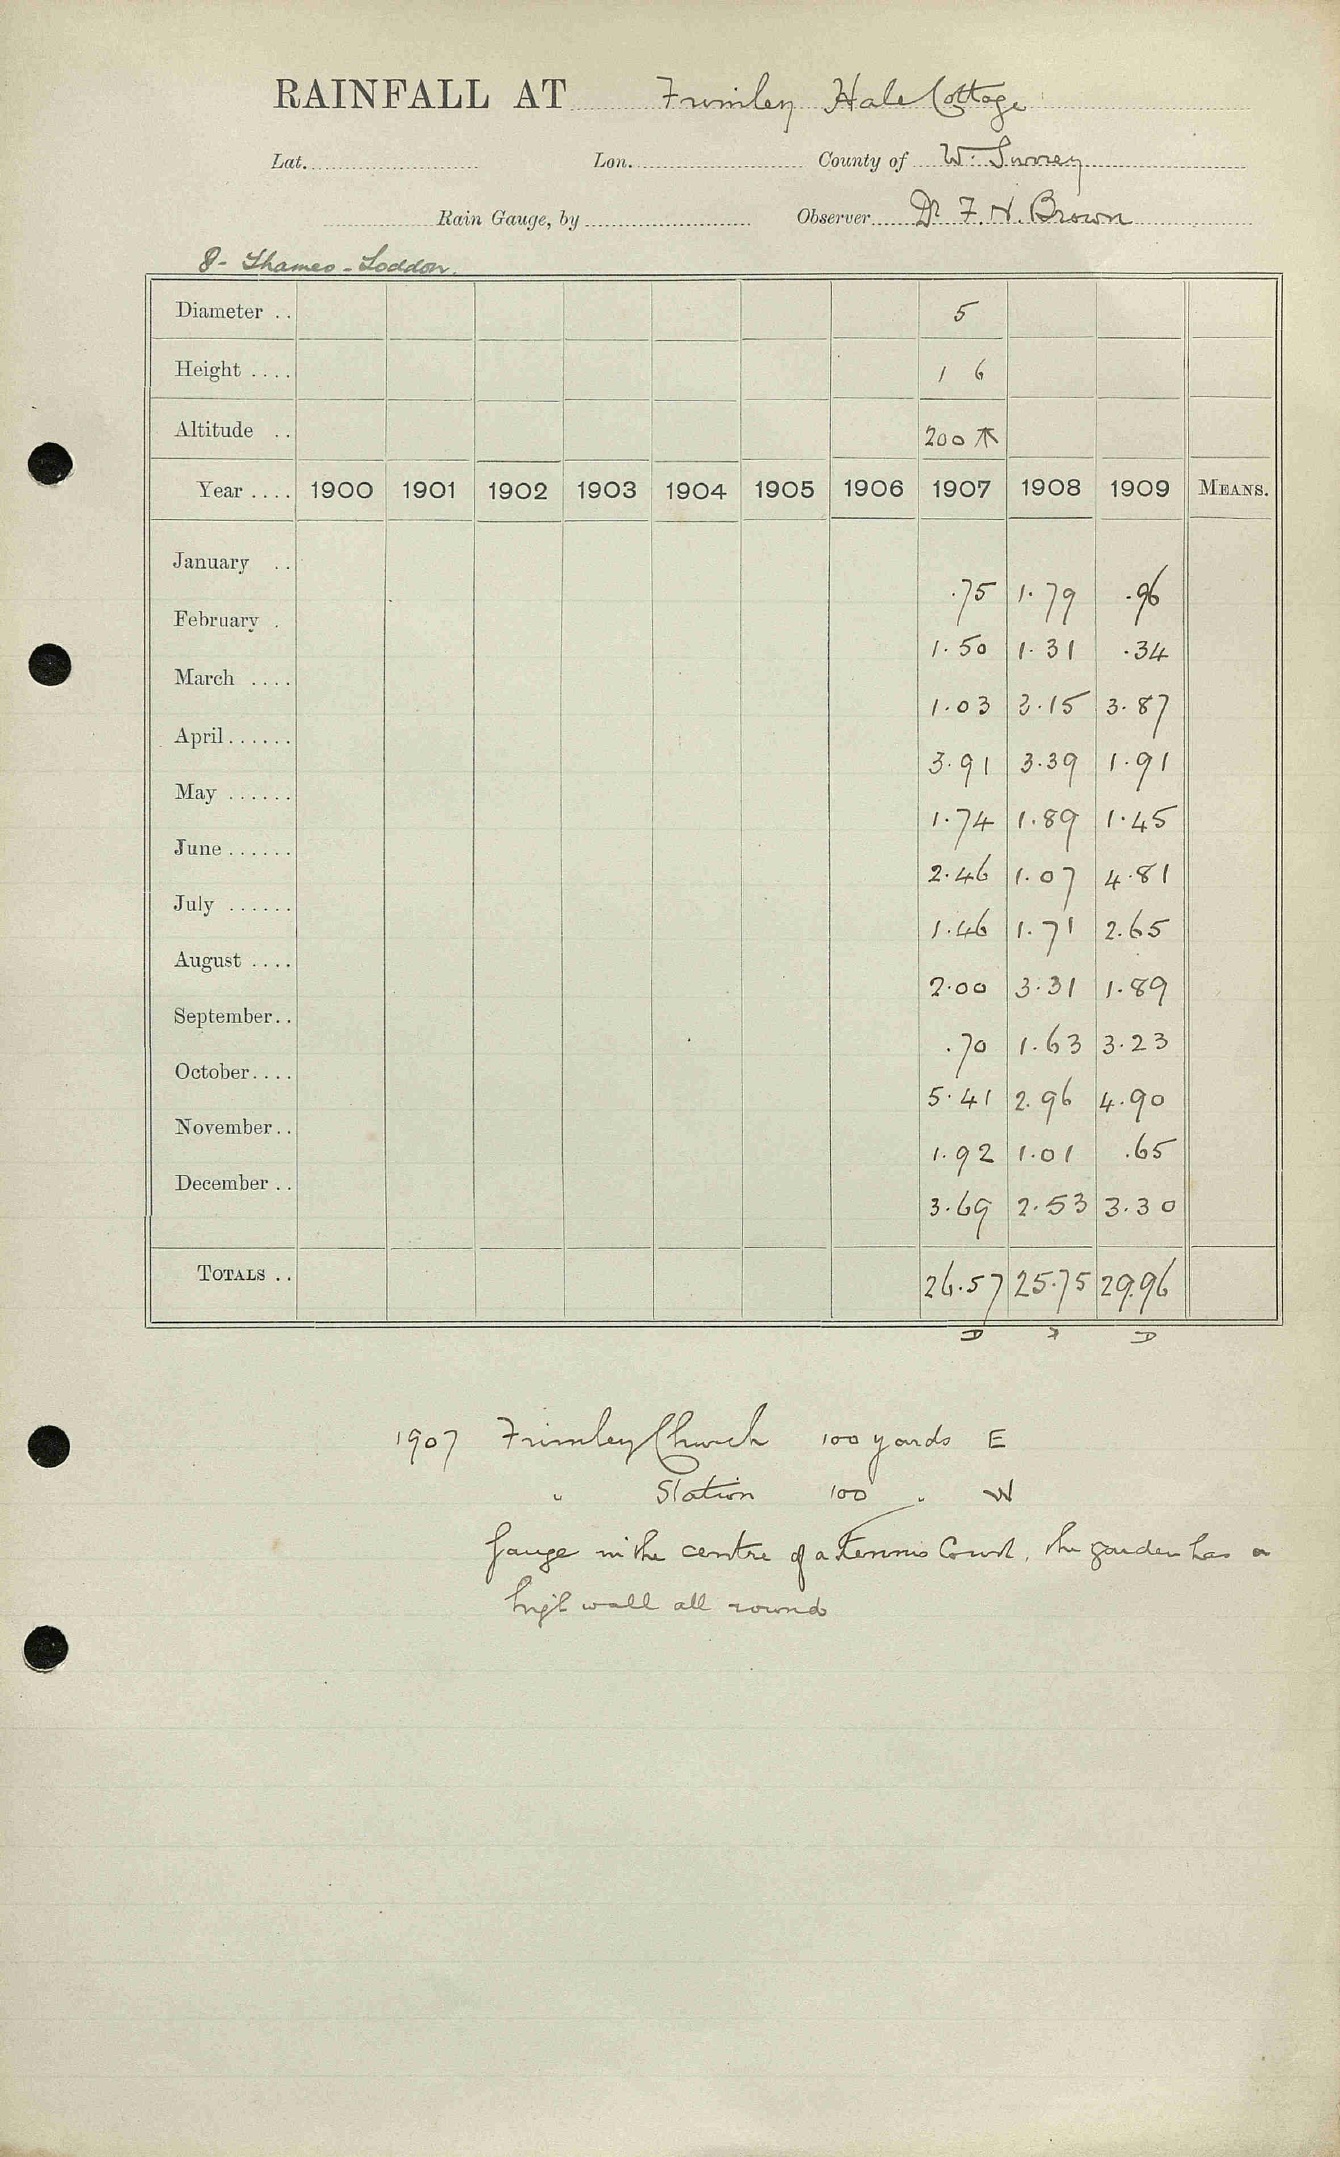 RAINFALL AT Frimley Hale Cottage
Lat. Lon. County of W. Surrey
Rain Gauge, by Observer Dr F. H. Brown
8 - Thames - Loddon.
Diameter .. 5
Height .... 1 6
Altitude .. 200
Year .... 1900 1901 1902 1903 1904 1905 1906 1907 1908 1909 MEANS.
January .. .75 1.79 .96
February . 1.50 1.31 .34
March .... 1.03 3.15 3.87
April ...... 3.91 3.39 1.91
May ...... 1.74 1.89 1.45
June ...... 2.46 1.07 4.81
July ...... 1.46 1.71 2.65
August .... 2.00 3.31 1.89
September .. .70 1.63 3.23
October .... 5.41 2.96 4.90
November .. 1.92 1.01 .65
December .. 3.69 2.53 3.30
TOTALS .. 26.57 25.75 29.96
D D
1907 Frimley Church 100 yards E
" Station 100 " W
Gauge in the centre of a Tennis Court, the garden has a
high wall all round